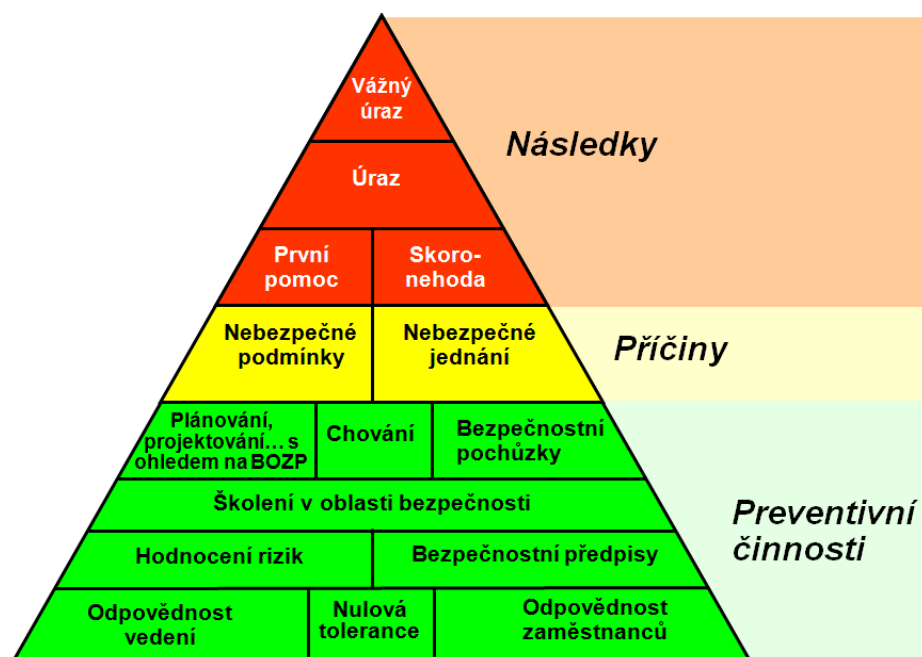 Vážný
úraz
Následky
Úraz
První
pomoc
Skoro-
nehoda
Nebezpečné
podmínky
Nebezpečné
jednání
Příčiny
Plánování,
projektování... s
ohledem na BOZP
Chování
Bezpečnostní
pochůzky
Školení v oblasti bezpečnosti
Preventivní
činnosti
Hodnocení rizik
Bezpečnostní předpisy
Odpovědnost
vedení
Nulová
tolerance
Odpovědnost
zaměstnanců